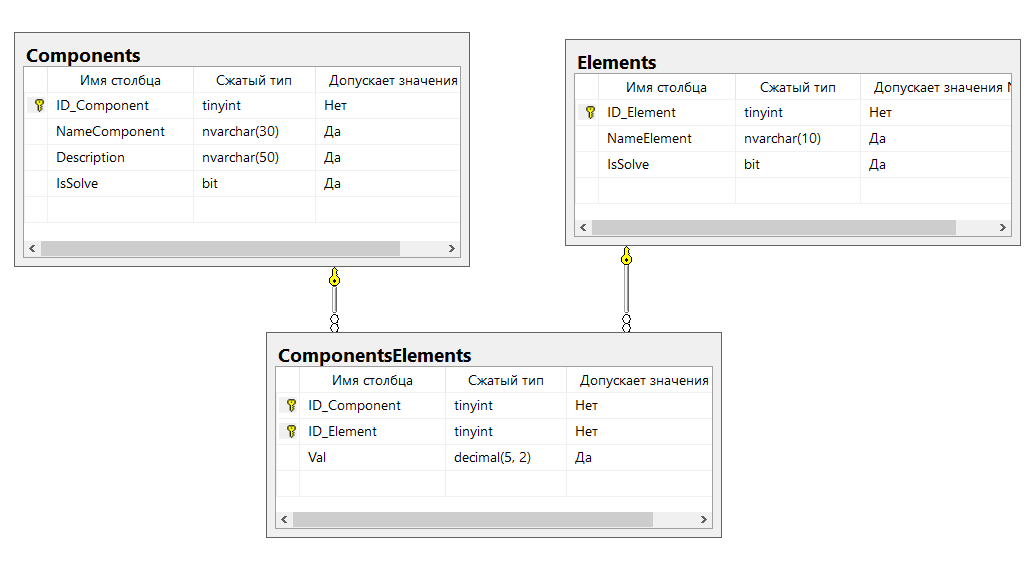 Components
Имя столбца Сжатый тип Допускает значения
ID_Component tinyint Нет
NameComponent nvarchar(30) Да
Description nvarchar(50) Да
IsSolve bit Да
Elements
Имя столбца Сжатый тип Допускает значения N
ID_Element tinyint Нет
NameElement nvarchar(10) Да
IsSolve bit Да
ComponentsElements
Имя столбца Сжатый тип Допускает значения
ID_Component tinyint Нет
ID_Element tinyint Нет
Val decimal(5, 2) Да